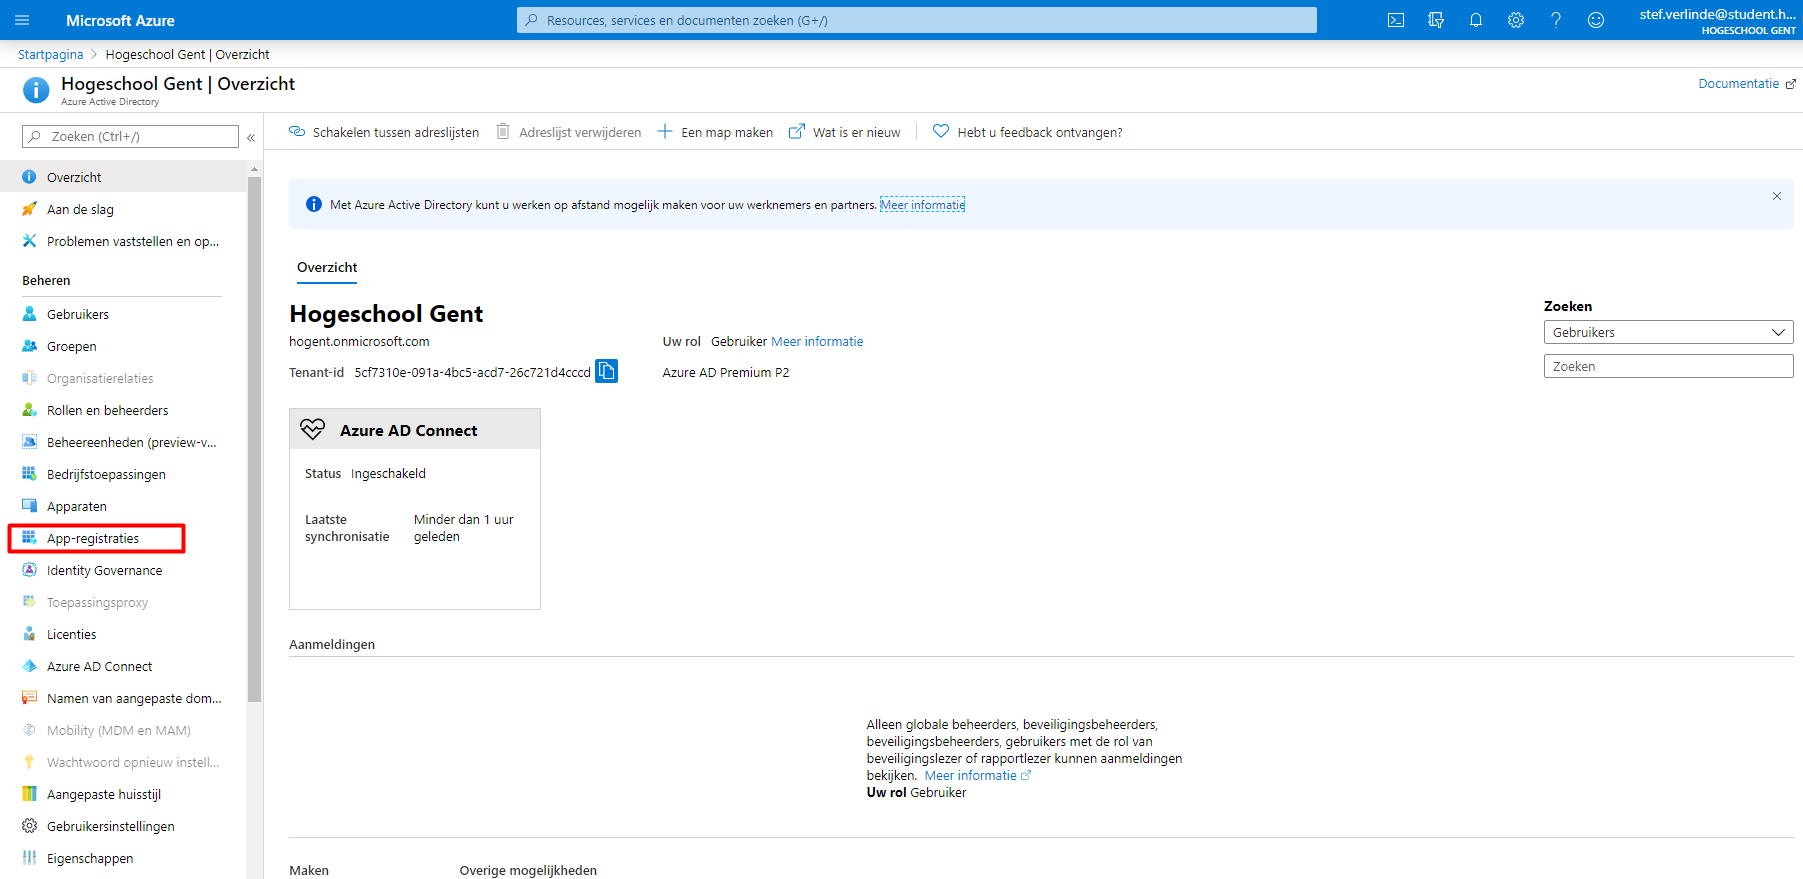 Microsoft Azure
Resources, services en documenten zoeken (G+/)
stef.verlinde@student.h...
HOGESCHOOL GENT
Startpagina > Hogeschool Gent | Overzicht
Hogeschool Gent | Overzicht
Azure Active Directory
Documentatie
Zoeken (Ctrl+/)
«
Schakelen tussen adreslijsten
Adreslijst verwijderen
Een map maken
Wat is er nieuw
Hebt u feedback ontvangen?
Overzicht
Aan de slag
Problemen vaststellen en op...
Beheren
Gebruikers
Groepen
Organisatierelaties
Rollen en beheerders
Beheereenheden (preview-v...
Bedrijfstoepassingen
Apparaten
App-registraties
Identity Governance
Toepassingsproxy
Licenties
Azure AD Connect
Namen van aangepaste dom...
Mobility (MDM en MAM)
Wachtwoord opnieuw instell...
Aangepaste huisstijl
Gebruikersinstellingen
Eigenschappen
Met Azure Active Directory kunt u werken op afstand mogelijk maken voor uw werknemers en partners. Meer informatie
Overzicht
Hogeschool Gent
hogent.onmicrosoft.com
Uw rol Gebruiker Meer informatie
Tenant-id 5cf7310e-091a-4bc5-acd7-26c721d4cccd
Azure AD Premium P2
Zoeken
Gebruikers
Zoeken
Azure AD Connect
Status Ingeschakeld
Laatste synchronisatie
Minder dan 1 uur geleden
Aanmeldingen
Alleen globale beheerders, beveiligingsbeheerders,
beveiligingsbeheerders, gebruikers met de rol van
beveiligingslezer of rapportlezer kunnen aanmeldingen
bekijken. Meer informatie
Uw rol Gebruiker
Maken
Overige mogelijkheden